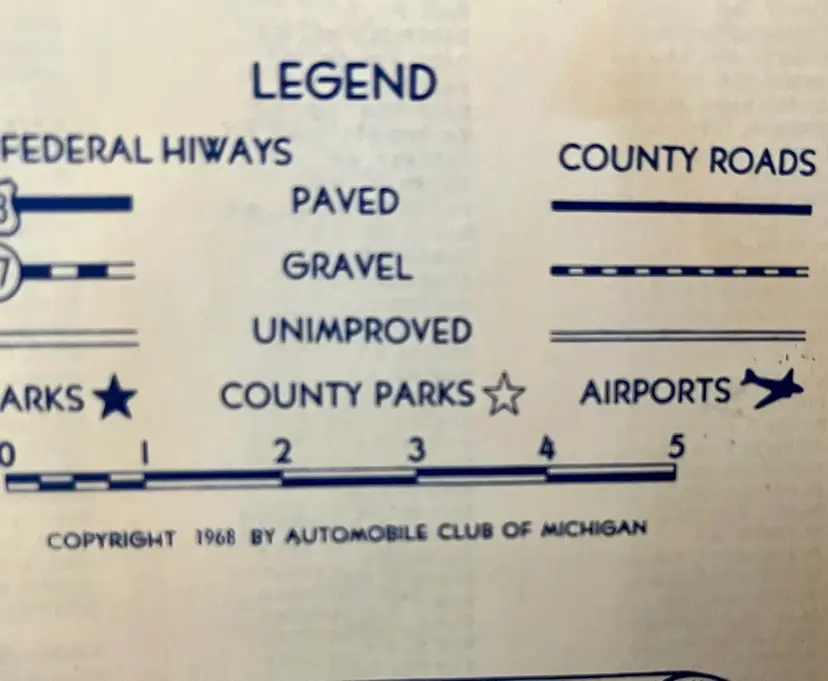 LEGEND
FEDERAL HIWAYS COUNTY ROADS
PAVED
GRAVEL
UNIMPROVED
ARKS COUNTY PARKS AIRPORTS
0 1 2 3 4 5
COPYRIGHT 1968 BY AUTOMOBILE CLUB OF MICHIGAN